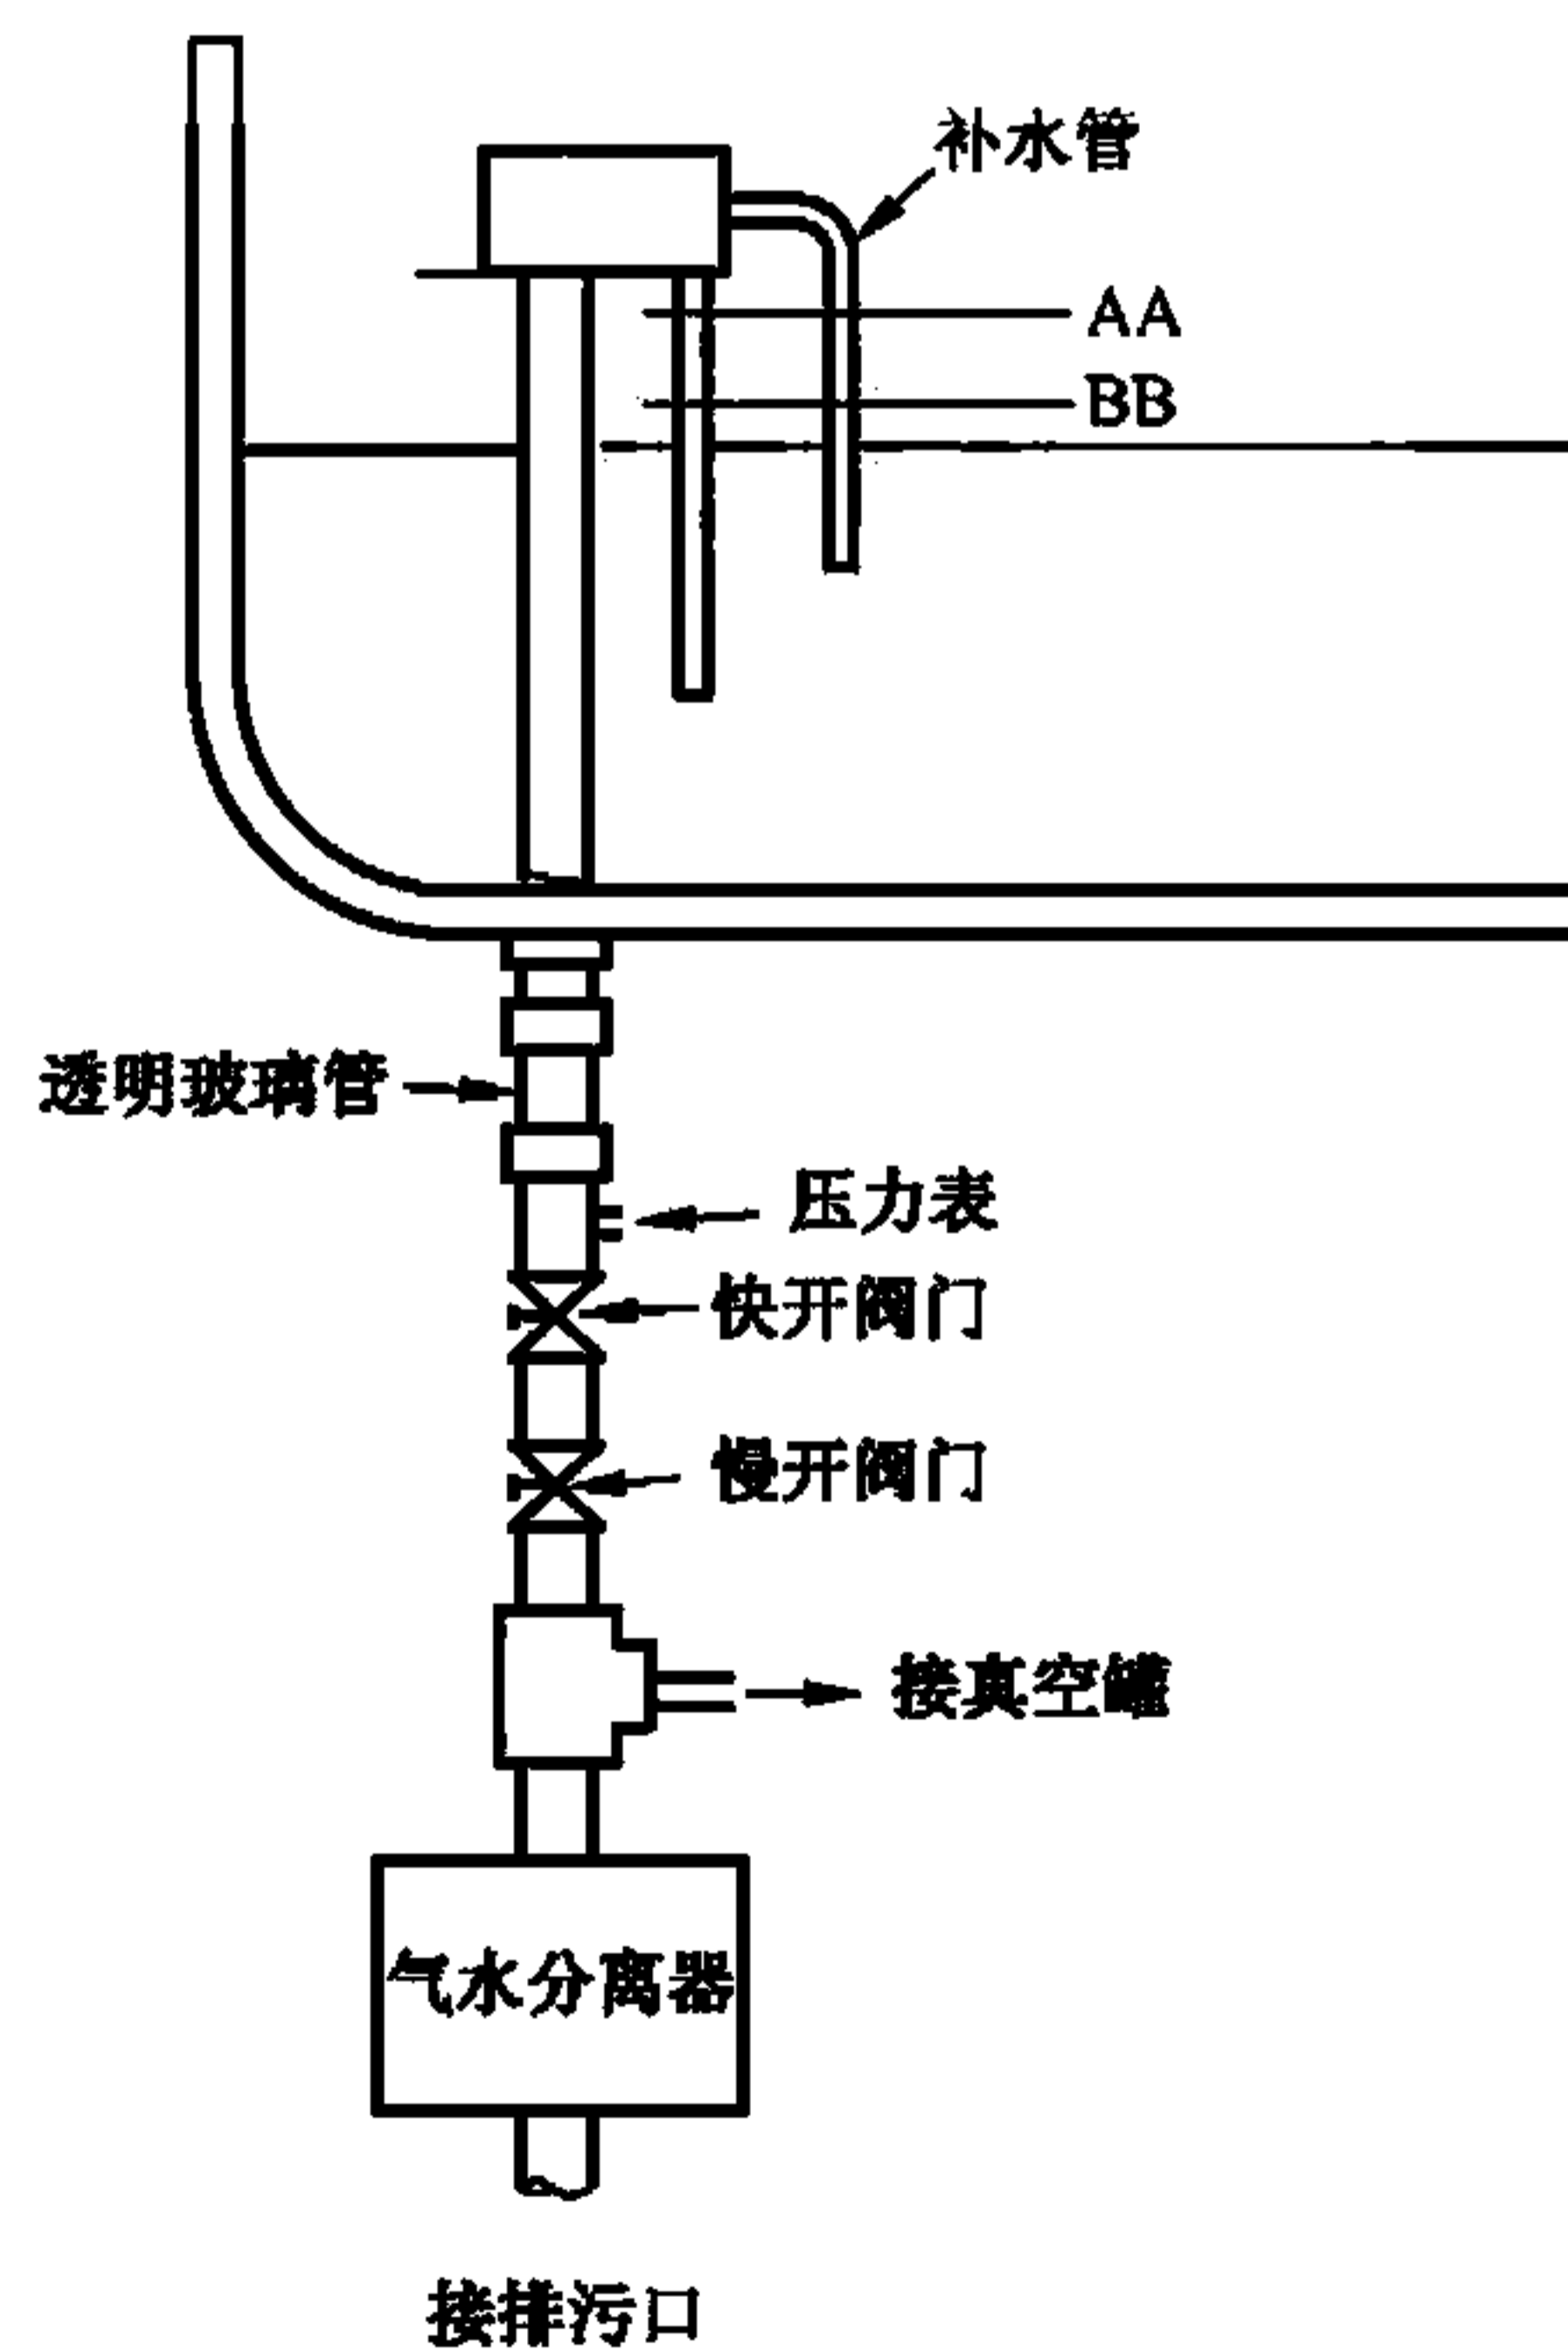 补水管
AA
BB
透明玻璃管
压力表
快开阀门
慢开阀门
接真空罐
气水分离器
接排污口